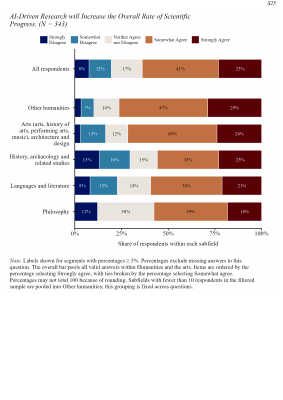 S25
AI-Driven Research will Increase the Overall Rate of Scientific
Progress. (N = 343)
Strongly Disagree
Somewhat Disagree
Neither Agree nor Disagree
Somewhat Agree
Strongly Agree
All respondents
8% 12% 17% 41% 23%
Other humanities
7% 14% 47% 29%
Arts (arts, history of
arts, performing arts,
music), architecture and
design
13% 12% 48% 24%
History, archaeology and
related studies
13% 16% 15% 33% 23%
Languages and literature
8% 15% 18% 38% 21%
Philosophy
12% 30% 39% 18%
0% 25% 50% 75% 100%
Share of respondents within each subfield
Note. Labels shown for segments with percentages ≥ 5%. Percentages exclude missing answers to this
question. The overall bar pools all valid answers within Humanities and the arts. Items are ordered by the
percentage selecting Strongly agree, with ties broken by the percentage selecting Somewhat agree.
Percentages may not total 100 because of rounding. Subfields with fewer than 10 respondents in the filtered
sample are pooled into Other humanities; this grouping is fixed across questions.